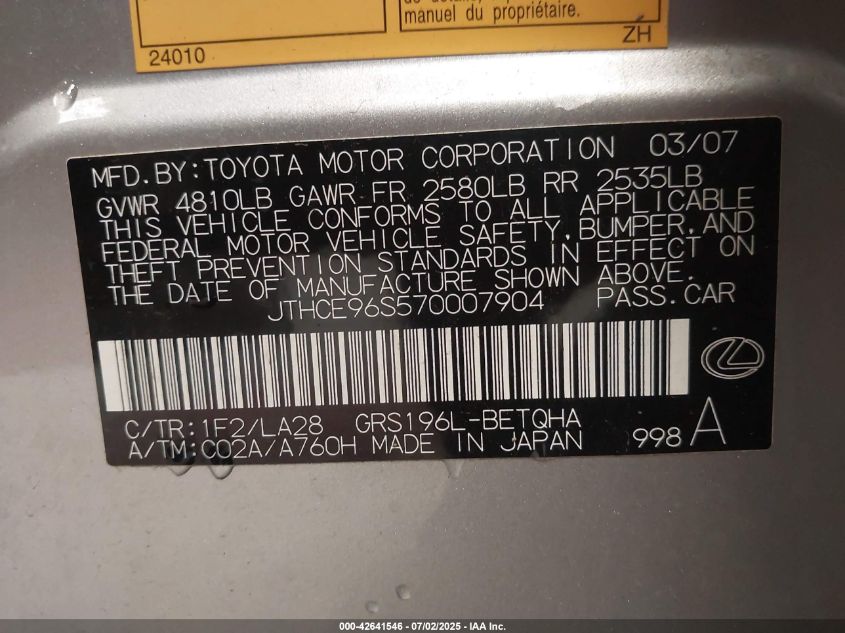 manuel du propriétaire.
24010
ZH
MFD.BY:TOYOTA MOTOR CORPORATION 03/07
GVWR 4810LB GAWR FR 2580LB RR 2535LB
THIS VEHICLE CONFORMS TO ALL APPLICABLE
FEDERAL MOTOR VEHICLE SAFETY,BUMPER,AND
THEFT PREVENTION STANDARDS IN EFFECT ON
THE DATE OF MANUFACTURE SHOWN ABOVE.
JTHCE96S570007904 PASS.CAR
C/TR:1F2/LA28 GRS196L-BETQHA
A/TM:C02A/A760H MADE IN JAPAN 998 A
000-42641546 - 07/02/2025 - IAA Inc.